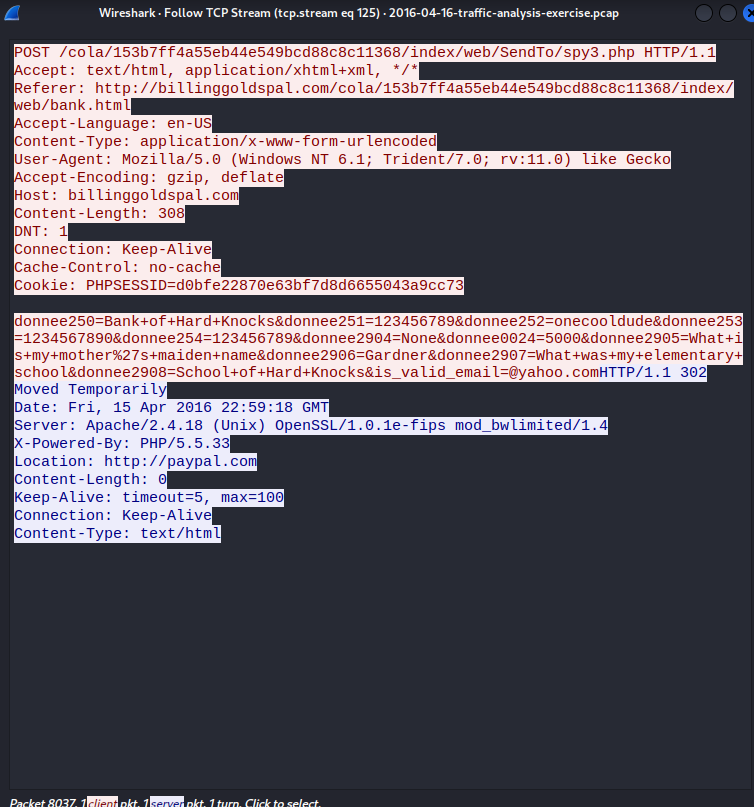 Wireshark · Follow TCP Stream (tcp.stream eq 125) · 2016-04-16-traffic-analysis-exercise.pcap
POST /cola/153b7ff4a55eb44e549bcd88c8c11368/index/web/SendTo/spy3.php HTTP/1.1
Accept: text/html, application/xhtml+xml, */*
Referer: http://billinggoldspal.com/cola/153b7ff4a55eb44e549bcd88c8c11368/index/
web/bank.html
Accept-Language: en-US
Content-Type: application/x-www-form-urlencoded
User-Agent: Mozilla/5.0 (Windows NT 6.1; Trident/7.0; rv:11.0) like Gecko
Accept-Encoding: gzip, deflate
Host: billinggoldspal.com
Content-Length: 308
DNT: 1
Connection: Keep-Alive
Cache-Control: no-cache
Cookie: PHPSESSID=d0bfe22870e63bf7d8d6655043a9cc73
donnee250=Bank+of+Hard+Knocks&donnee251=123456789&donnee252=onecooldude&donnee253
=1234567890&donnee254=123456789&donnee2904=None&donnee0024=5000&donnee2905=What+i
s+my+mother%27s+maiden+name&donnee2906=Gardner&donnee2907=What+was+my+elementary+
school&donnee2908=School+of+Hard+Knocks&is_valid_email=@yahoo.comHTTP/1.1 302
Moved Temporarily
Date: Fri, 15 Apr 2016 22:59:18 GMT
Server: Apache/2.4.18 (Unix) OpenSSL/1.0.1e-fips mod_bwlimited/1.4
X-Powered-By: PHP/5.5.33
Location: http://paypal.com
Content-Length: 0
Keep-Alive: timeout=5, max=100
Connection: Keep-Alive
Content-Type: text/html
Packet 8037. 1 client pkt, 1 server pkt, 1 turn. Click to select.